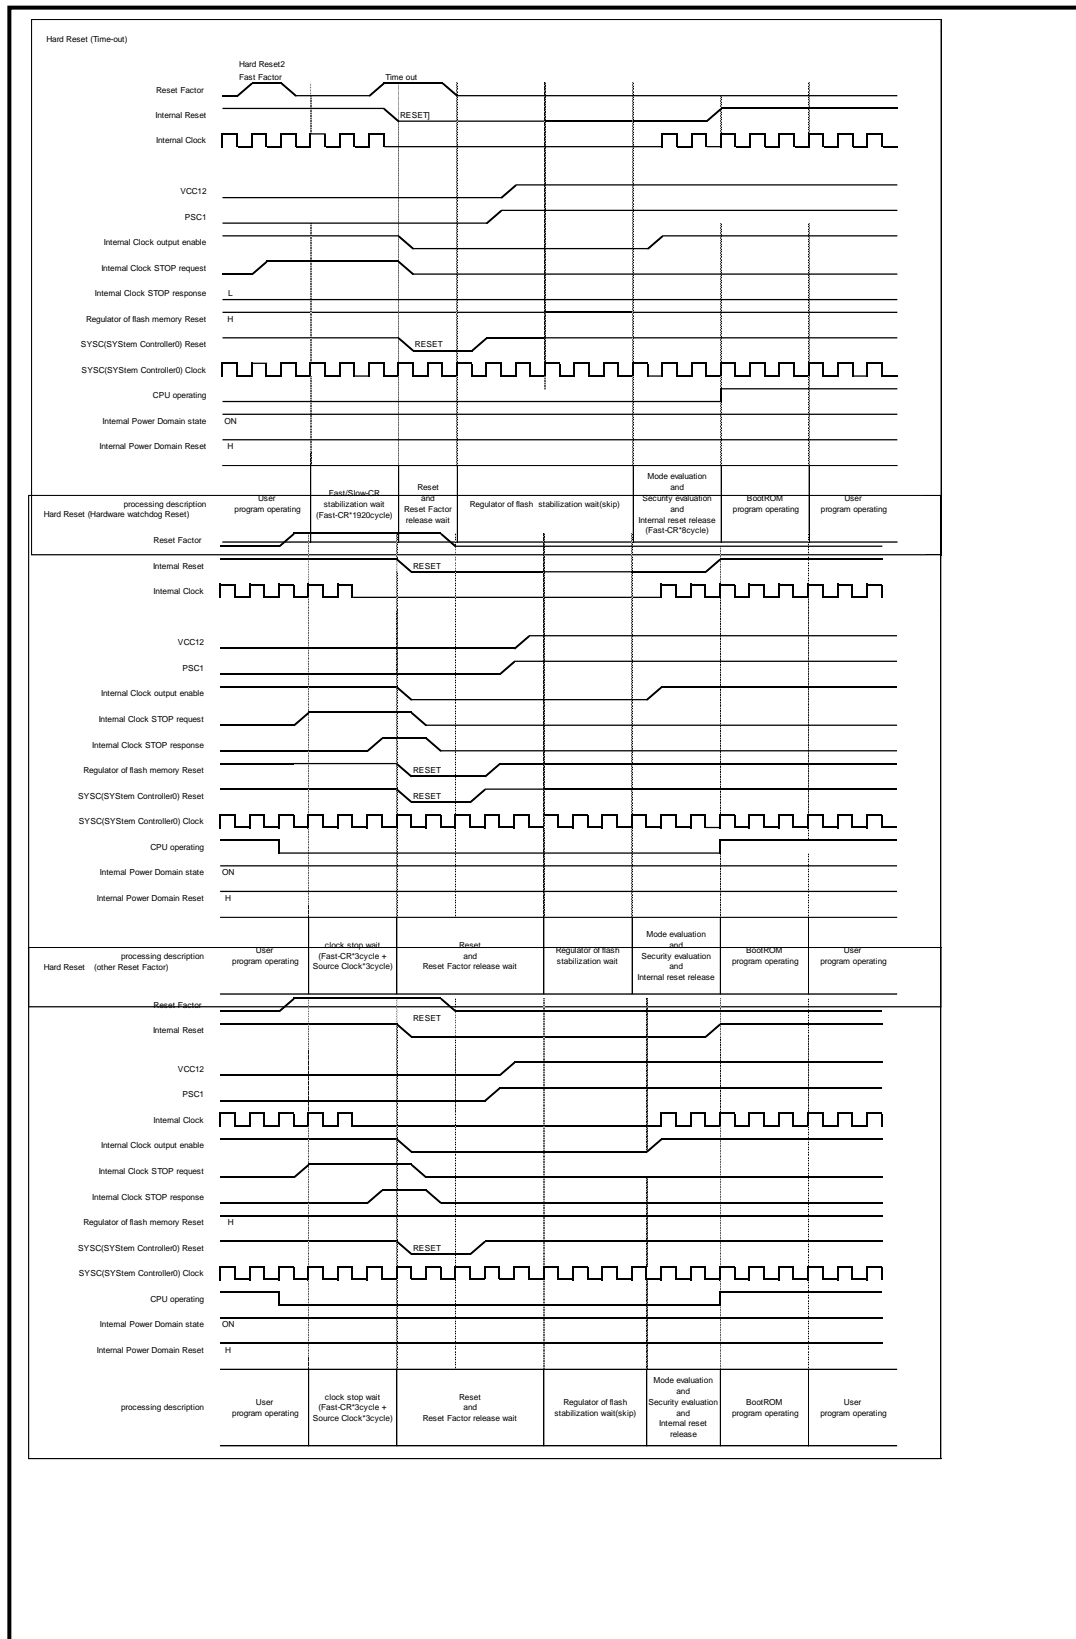 Hard Reset (Time-out)
Hard Reset2
Fast Factor
Time out
Reset Factor
Internal Reset
RESET]
Internal Clock
VCC12
PSC1
Internal Clock output enable
Internal Clock STOP request
Internal Clock STOP response
L
Regulator of flash memory Reset
H
SYSC(SYStem Controller0) Reset
RESET
SYSC(SYStem Controller0) Clock
CPU operating
Internal Power Domain state
ON
Internal Power Domain Reset
H
processing description
User
program operating
Fast/Slow-CR
stabilization wait
(Fast-CR*1920cycle)
Reset
and
Reset Factor
release wait
Regulator of flash stabilization wait(skip)
Mode evaluation
and
Security evaluation
and
Internal reset release
(Fast-CR*8cycle)
BootROM
program operating
User
program operating
Hard Reset (Hardware watchdog Reset)
Reset Factor
Internal Reset
RESET
Internal Clock
VCC12
PSC1
Internal Clock output enable
Internal Clock STOP request
Internal Clock STOP response
Regulator of flash memory Reset
RESET
SYSC(SYStem Controller0) Reset
RESET
SYSC(SYStem Controller0) Clock
CPU operating
Internal Power Domain state
ON
Internal Power Domain Reset
H
processing description
User
program operating
clock stop wait
(Fast-CR*3cycle +
Source Clock*3cycle)
Reset
and
Reset Factor release wait
Regulator of flash
stabilization wait
Mode evaluation
and
Security evaluation
and
Internal reset release
BootROM
program operating
User
program operating
Hard Reset (other Reset Factor)
Reset Factor
RESET
Internal Reset
VCC12
PSC1
Internal Clock
Internal Clock output enable
Internal Clock STOP request
Internal Clock STOP response
Regulator of flash memory Reset
H
SYSC(SYStem Controller0) Reset
RESET
SYSC(SYStem Controller0) Clock
CPU operating
Internal Power Domain state
ON
Internal Power Domain Reset
H
processing description
User
program operating
clock stop wait
(Fast-CR*3cycle +
Source Clock*3cycle)
Reset
and
Reset Factor release wait
Regulator of flash
stabilization wait(skip)
Mode evaluation
and
Security evaluation
and
Internal reset
release
BootROM
program operating
User
program operating